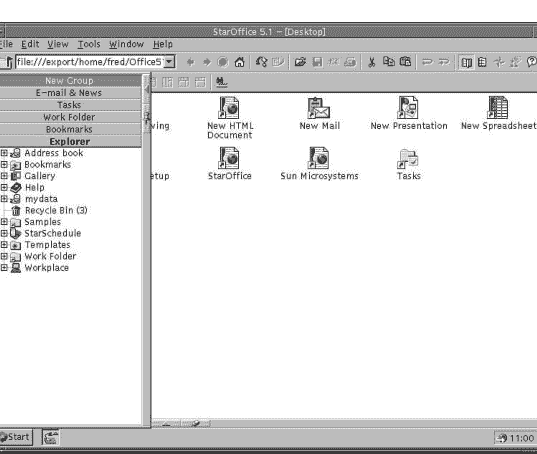 StarOffice 5.1 - [Desktop]
File Edit View Tools Window Help
file:///export/home/fred/Office5
New Group
E-mail & News
Tasks
Work Folder
Bookmarks
Explorer
Address book
Bookmarks
Gallery
Help
mydata
Recycle Bin (3)
Samples
StarSchedule
Templates
Work Folder
Workplace
ving
New HTML
Document
New Mail
New Presentation
New Spreadsheet
etup
StarOffice
Sun Microsystems
Tasks
Start
11:00